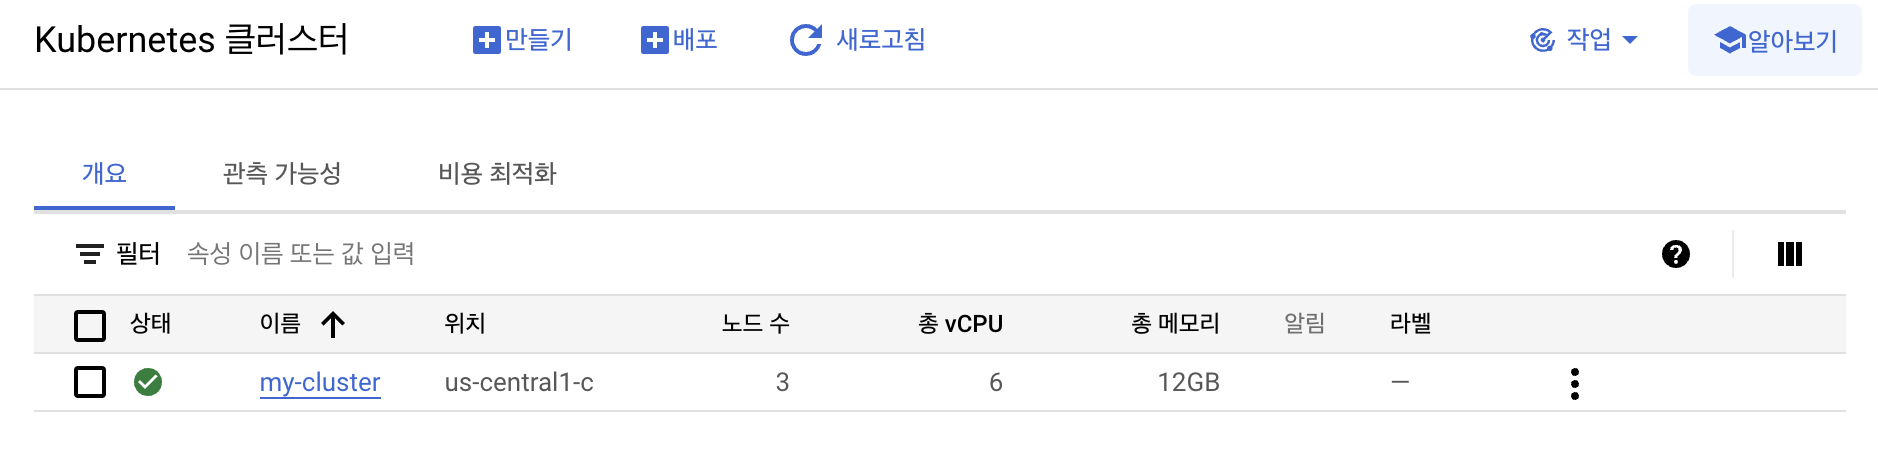 Kubernetes 클러스터 만들기 배포 새로고침 작업 알아보기
개요 관측 가능성 비용 최적화
필터 속성 이름 또는 값 입력
상태 이름 위치 노드 수 총 vCPU 총 메모리 알림 라벨
my-cluster us-central1-c 3 6 12GB —